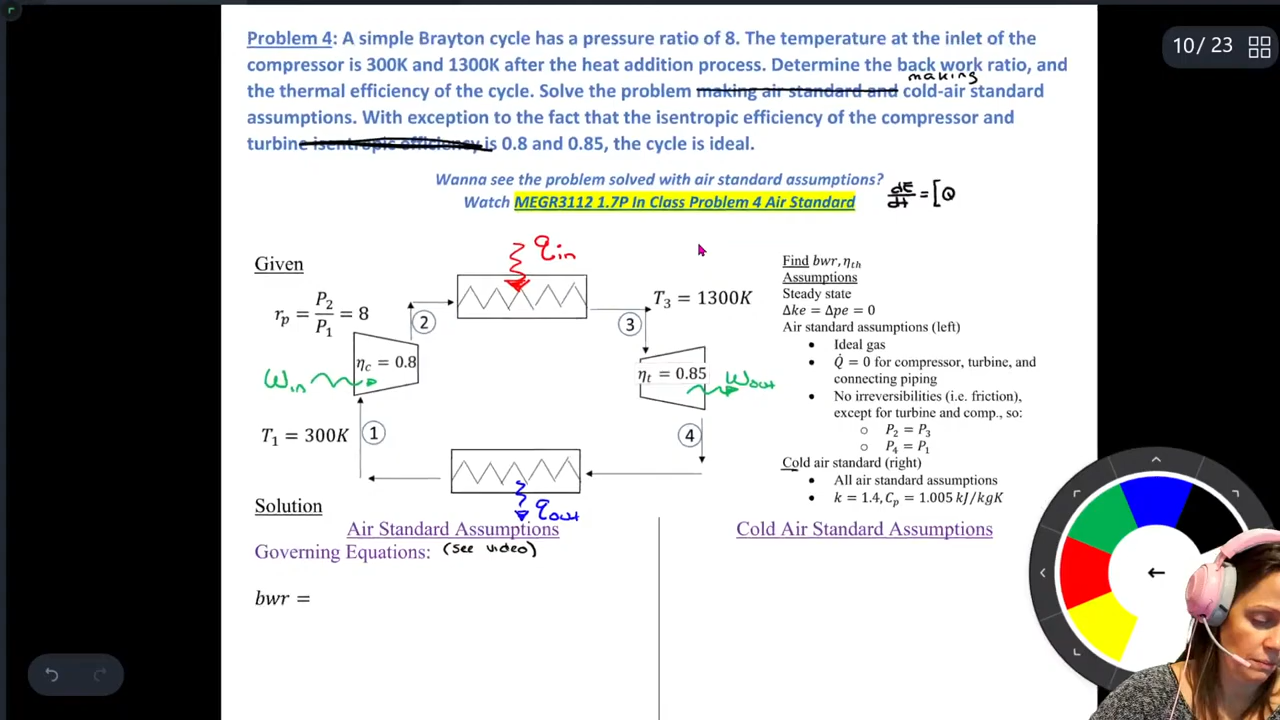 10 / 23
Problem 4: A simple Brayton cycle has a pressure ratio of 8. The temperature at the inlet of the
compressor is 300K and 1300K after the heat addition process. Determine the back work ratio, and
making
the thermal efficiency of the cycle. Solve the problem making air standard and cold-air standard
assumptions. With exception to the fact that the isentropic efficiency of the compressor and
turbine isentropic efficiency is 0.8 and 0.85, the cycle is ideal.
Wanna see the problem solved with air standard assumptions?
Watch MEGR3112 1.7P In Class Problem 4 Air Standard
dE/dt = [Q
Given
r_p = P_2/P_1 = 8
q_in
T_3 = 1300K
2
3
η_c = 0.8
W_in
η_t = 0.85
W_out
T_1 = 300K
1
4
q_out
Find bwr, η_th
Assumptions
Steady state
Δke = Δpe = 0
Air standard assumptions (left)
• Ideal gas
• Q̇ = 0 for compressor, turbine, and
connecting piping
• No irreversibilities (i.e. friction),
except for turbine and comp., so:
o P_2 = P_3
o P_4 = P_1
Cold air standard (right)
• All air standard assumptions
• k = 1.4, C_p = 1.005 kJ/kgK
Solution
Air Standard Assumptions
Governing Equations: (see video)
bwr =
Cold Air Standard Assumptions